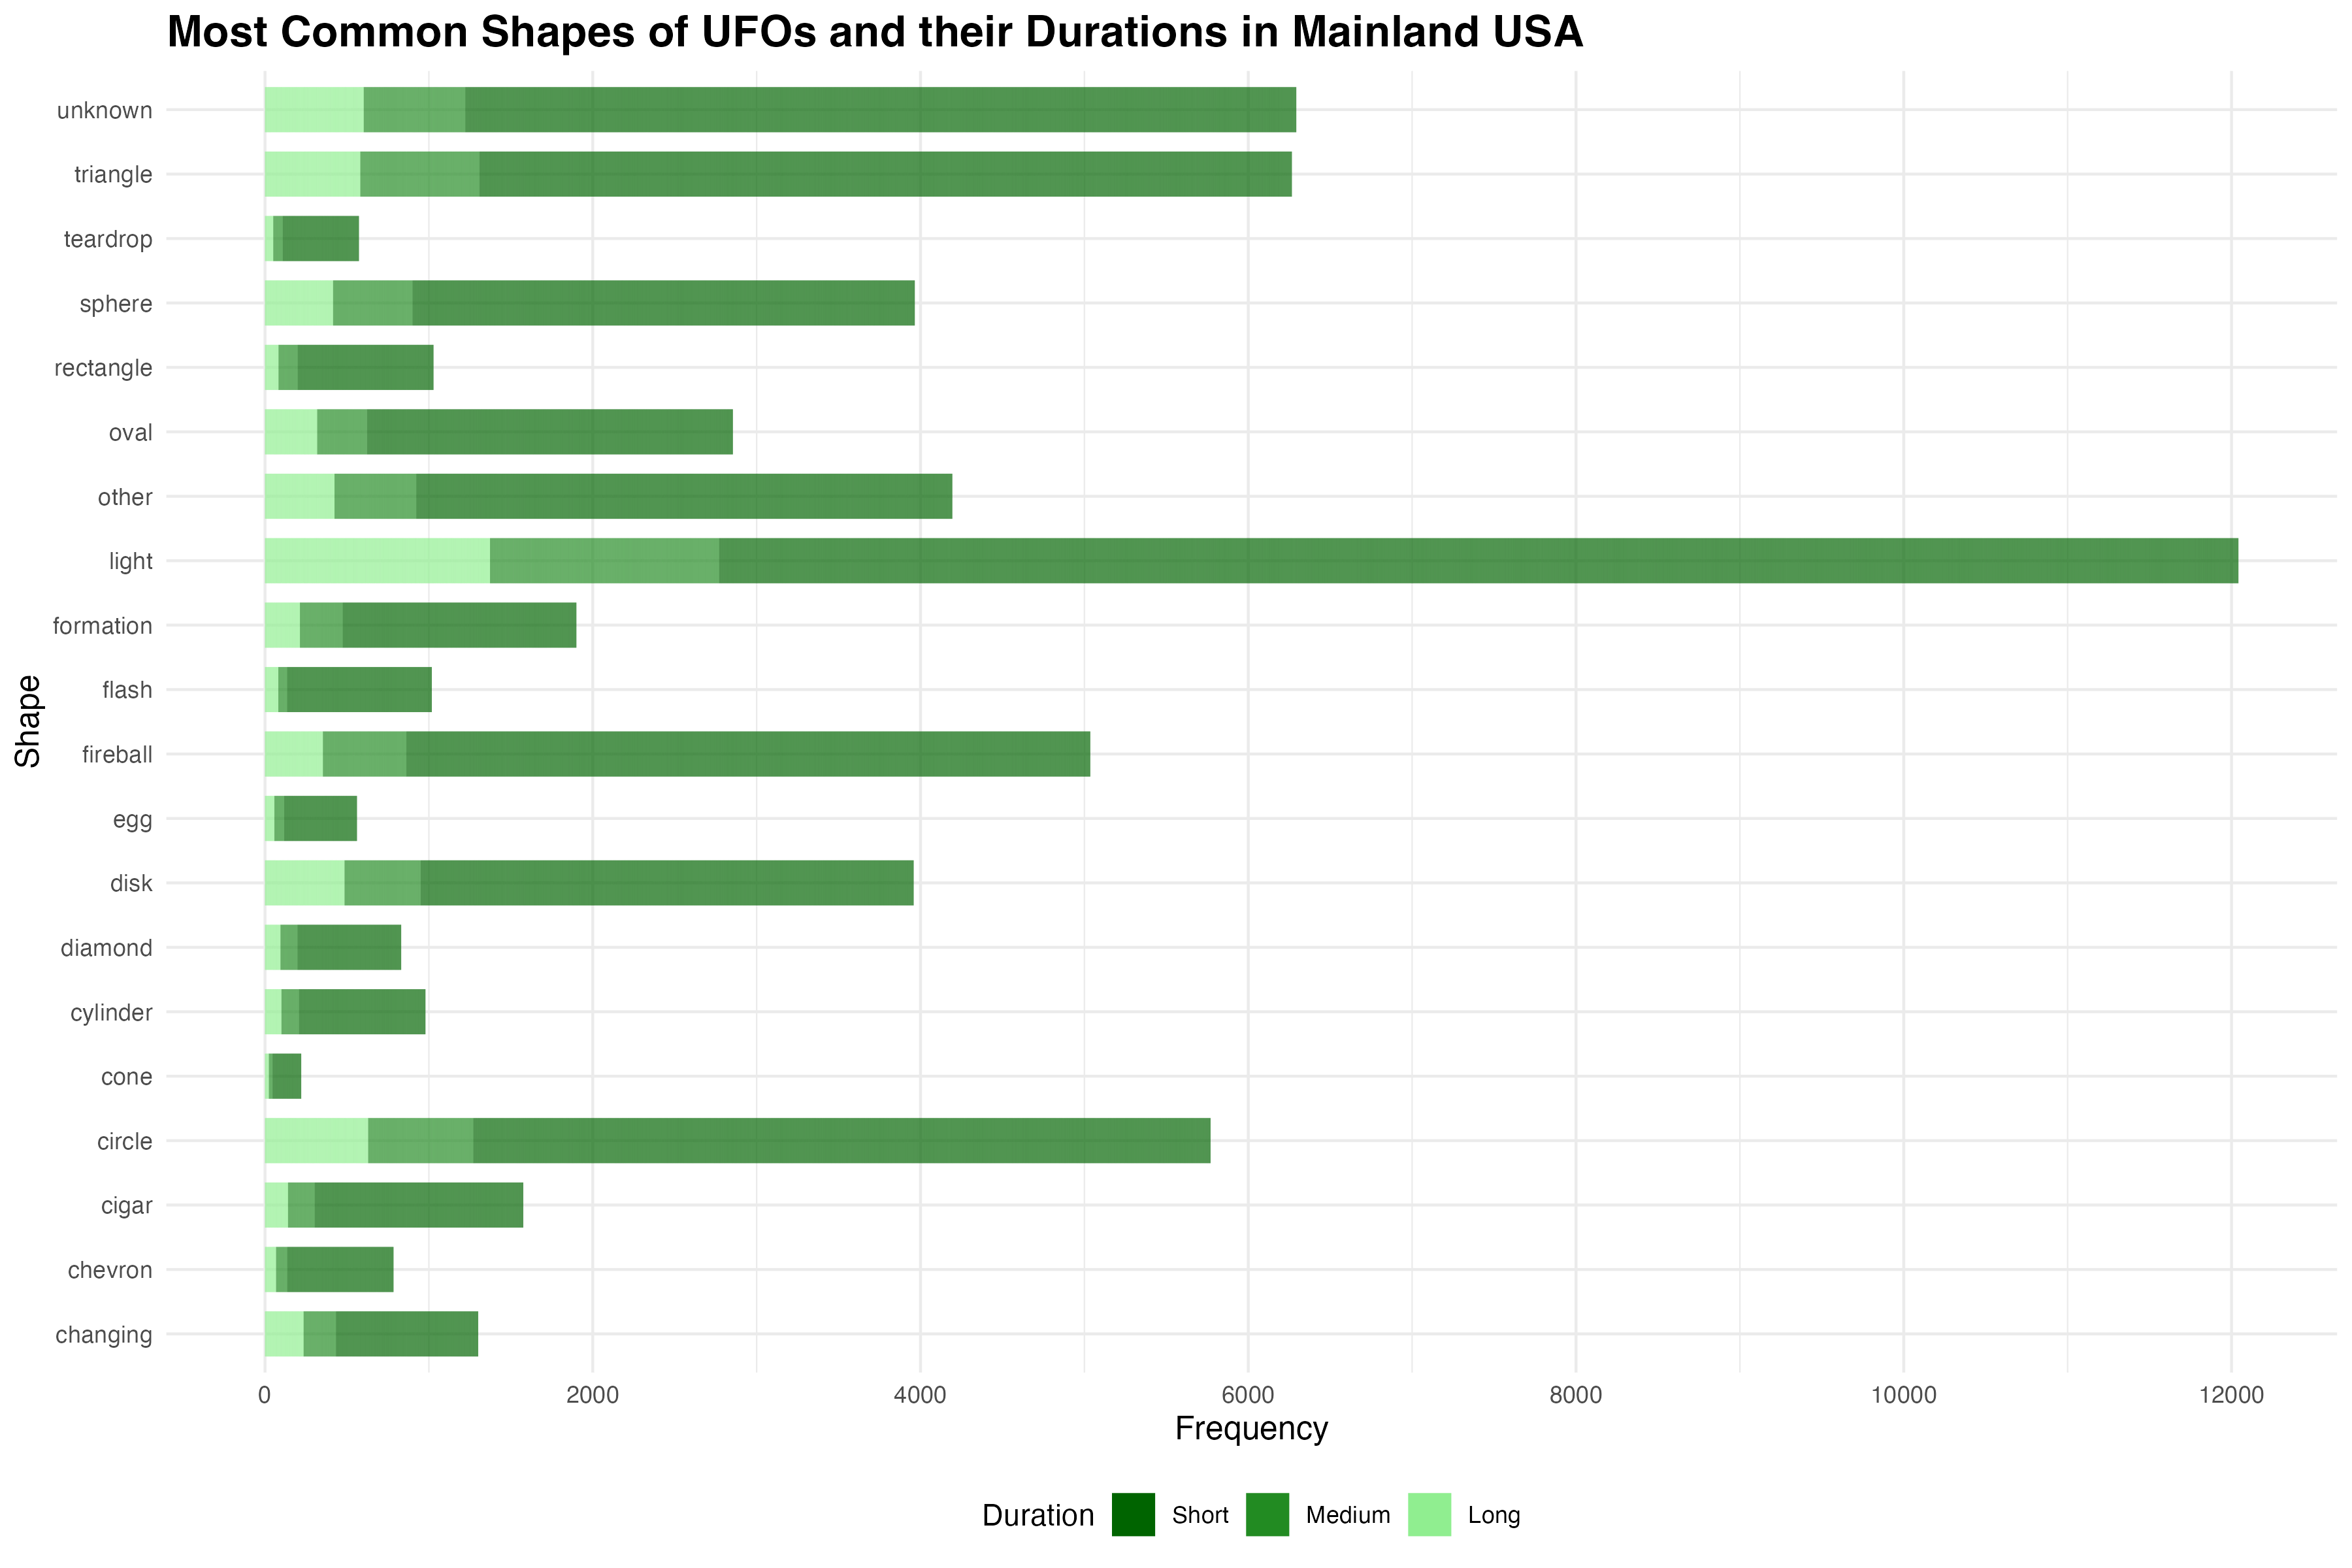 Most Common Shapes of UFOs and their Durations in Mainland USA
unknown
triangle
teardrop
sphere
rectangle
oval
other
light
formation
flash
fireball
egg
disk
diamond
cylinder
cone
circle
cigar
chevron
changing
Shape
0 2000 4000 6000 8000 10000 12000
Frequency
Duration Short Medium Long